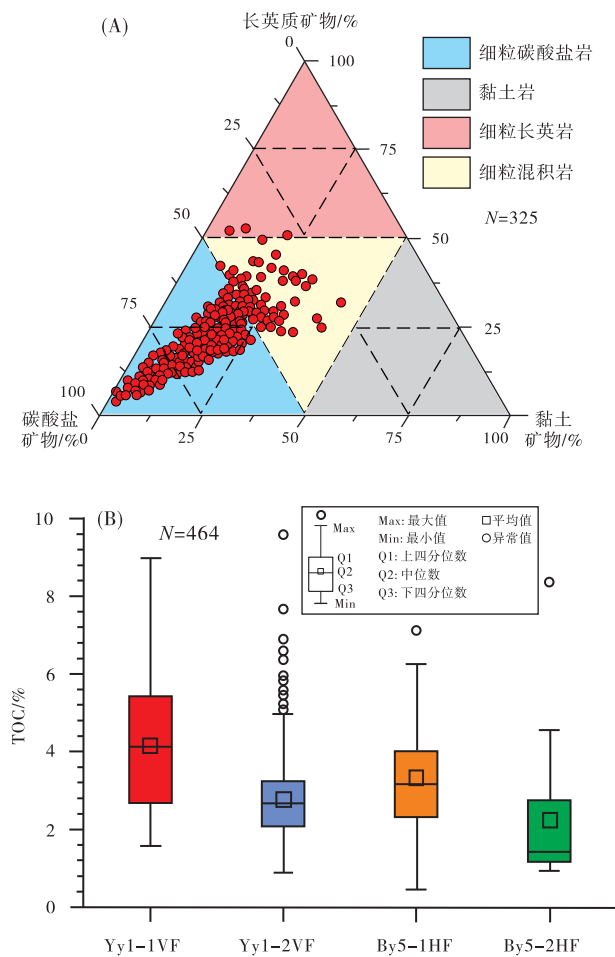 (A)
长英质矿物/%
0
100
25
75
50
50
75
25
100
碳酸盐
矿物/%
0
25
50
75
100
黏土
矿物/%
细粒碳酸盐岩
黏土岩
细粒长英岩
细粒混积岩
N=325
(B)
N=464
Max
Q1
Q2
Q3
Min
Max: 最大值
Min: 最小值
Q1: 上四分位数
Q2: 中位数
Q3: 下四分位数
平均值
异常值
TOC/%
10
8
6
4
2
0
Yy1-1VF
Yy1-2VF
By5-1HF
By5-2HF